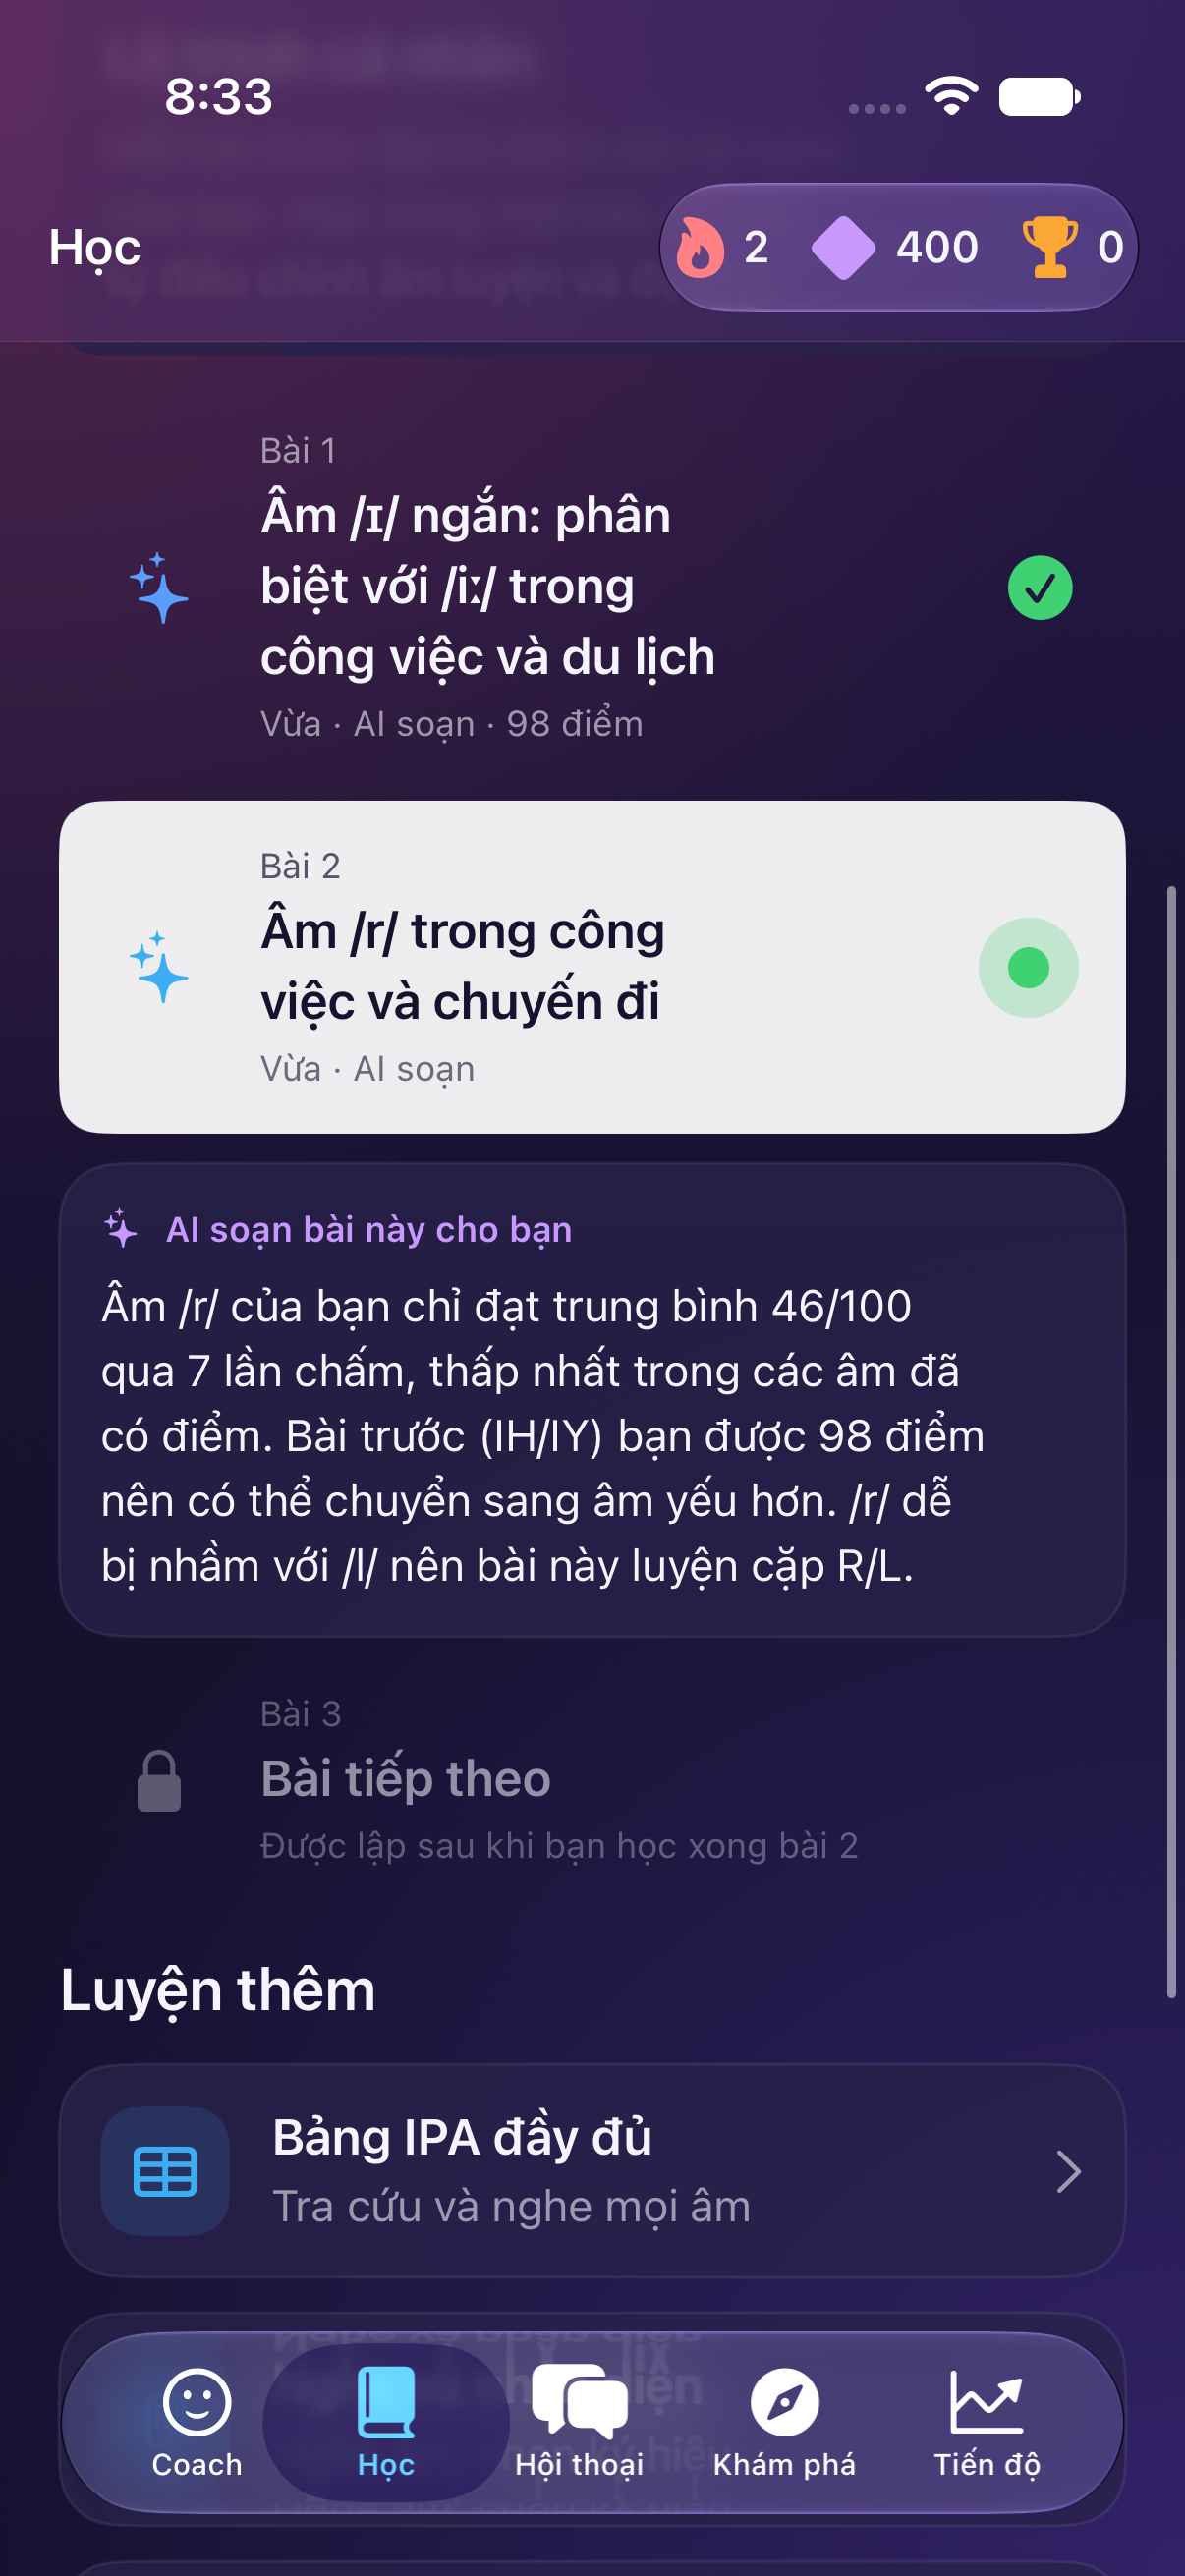 8:33
Học
2
400
0
Bài 1
Âm /ɪ/ ngắn: phân
biệt với /iː/ trong
công việc và du lịch
Vừa · AI soạn · 98 điểm
Bài 2
Âm /r/ trong công
việc và chuyến đi
Vừa · AI soạn
AI soạn bài này cho bạn
Âm /r/ của bạn chỉ đạt trung bình 46/100
qua 7 lần chấm, thấp nhất trong các âm đã
có điểm. Bài trước (IH/IY) bạn được 98 điểm
nên có thể chuyển sang âm yếu hơn. /r/ dễ
bị nhầm với /l/ nên bài này luyện cặp R/L.
Bài 3
Bài tiếp theo
Được lập sau khi bạn học xong bài 2
Luyện thêm
Bảng IPA đầy đủ
Tra cứu và nghe mọi âm
Coach
Học
Hội thoại
Khám phá
Tiến độ